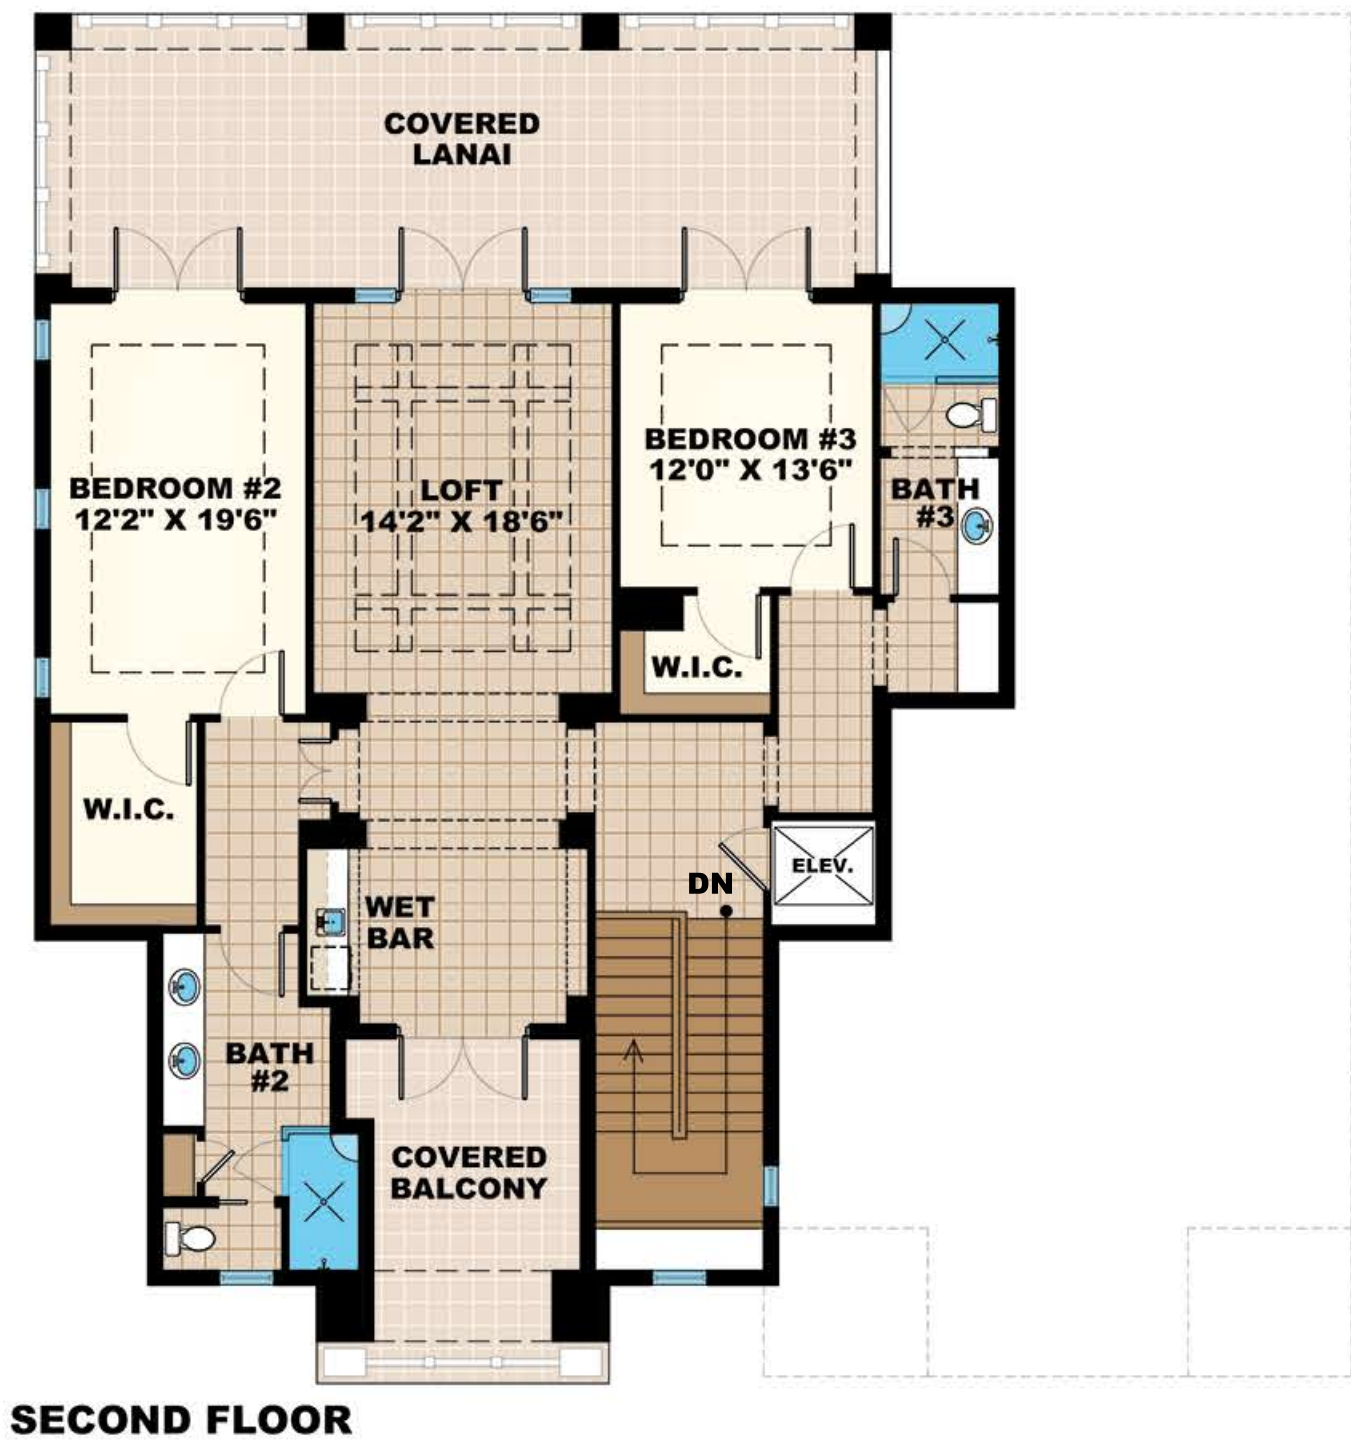 COVERED
LANAI
BEDROOM #2
12'2" X 19'6"
LOFT
14'2" X 18'6"
BEDROOM #3
12'0" X 13'6"
BATH
#3
W.I.C.
W.I.C.
ELEV.
DN
WET
BAR
BATH
#2
COVERED
BALCONY
SECOND FLOOR